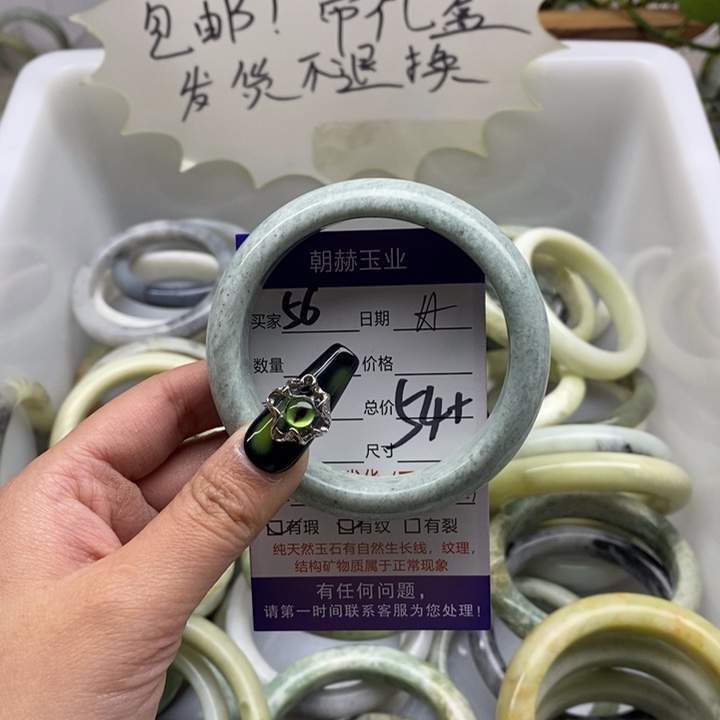 包邮！带礼盒
发货不退换
朝赫玉业
买家 56 日期
数量 价格
总价 54+
尺寸
有瑕 有纹 有裂
纯天然玉石有自然生长线，纹理，
结构矿物质属于正常现象
有任何问题，
请第一时间联系客服为您处理！